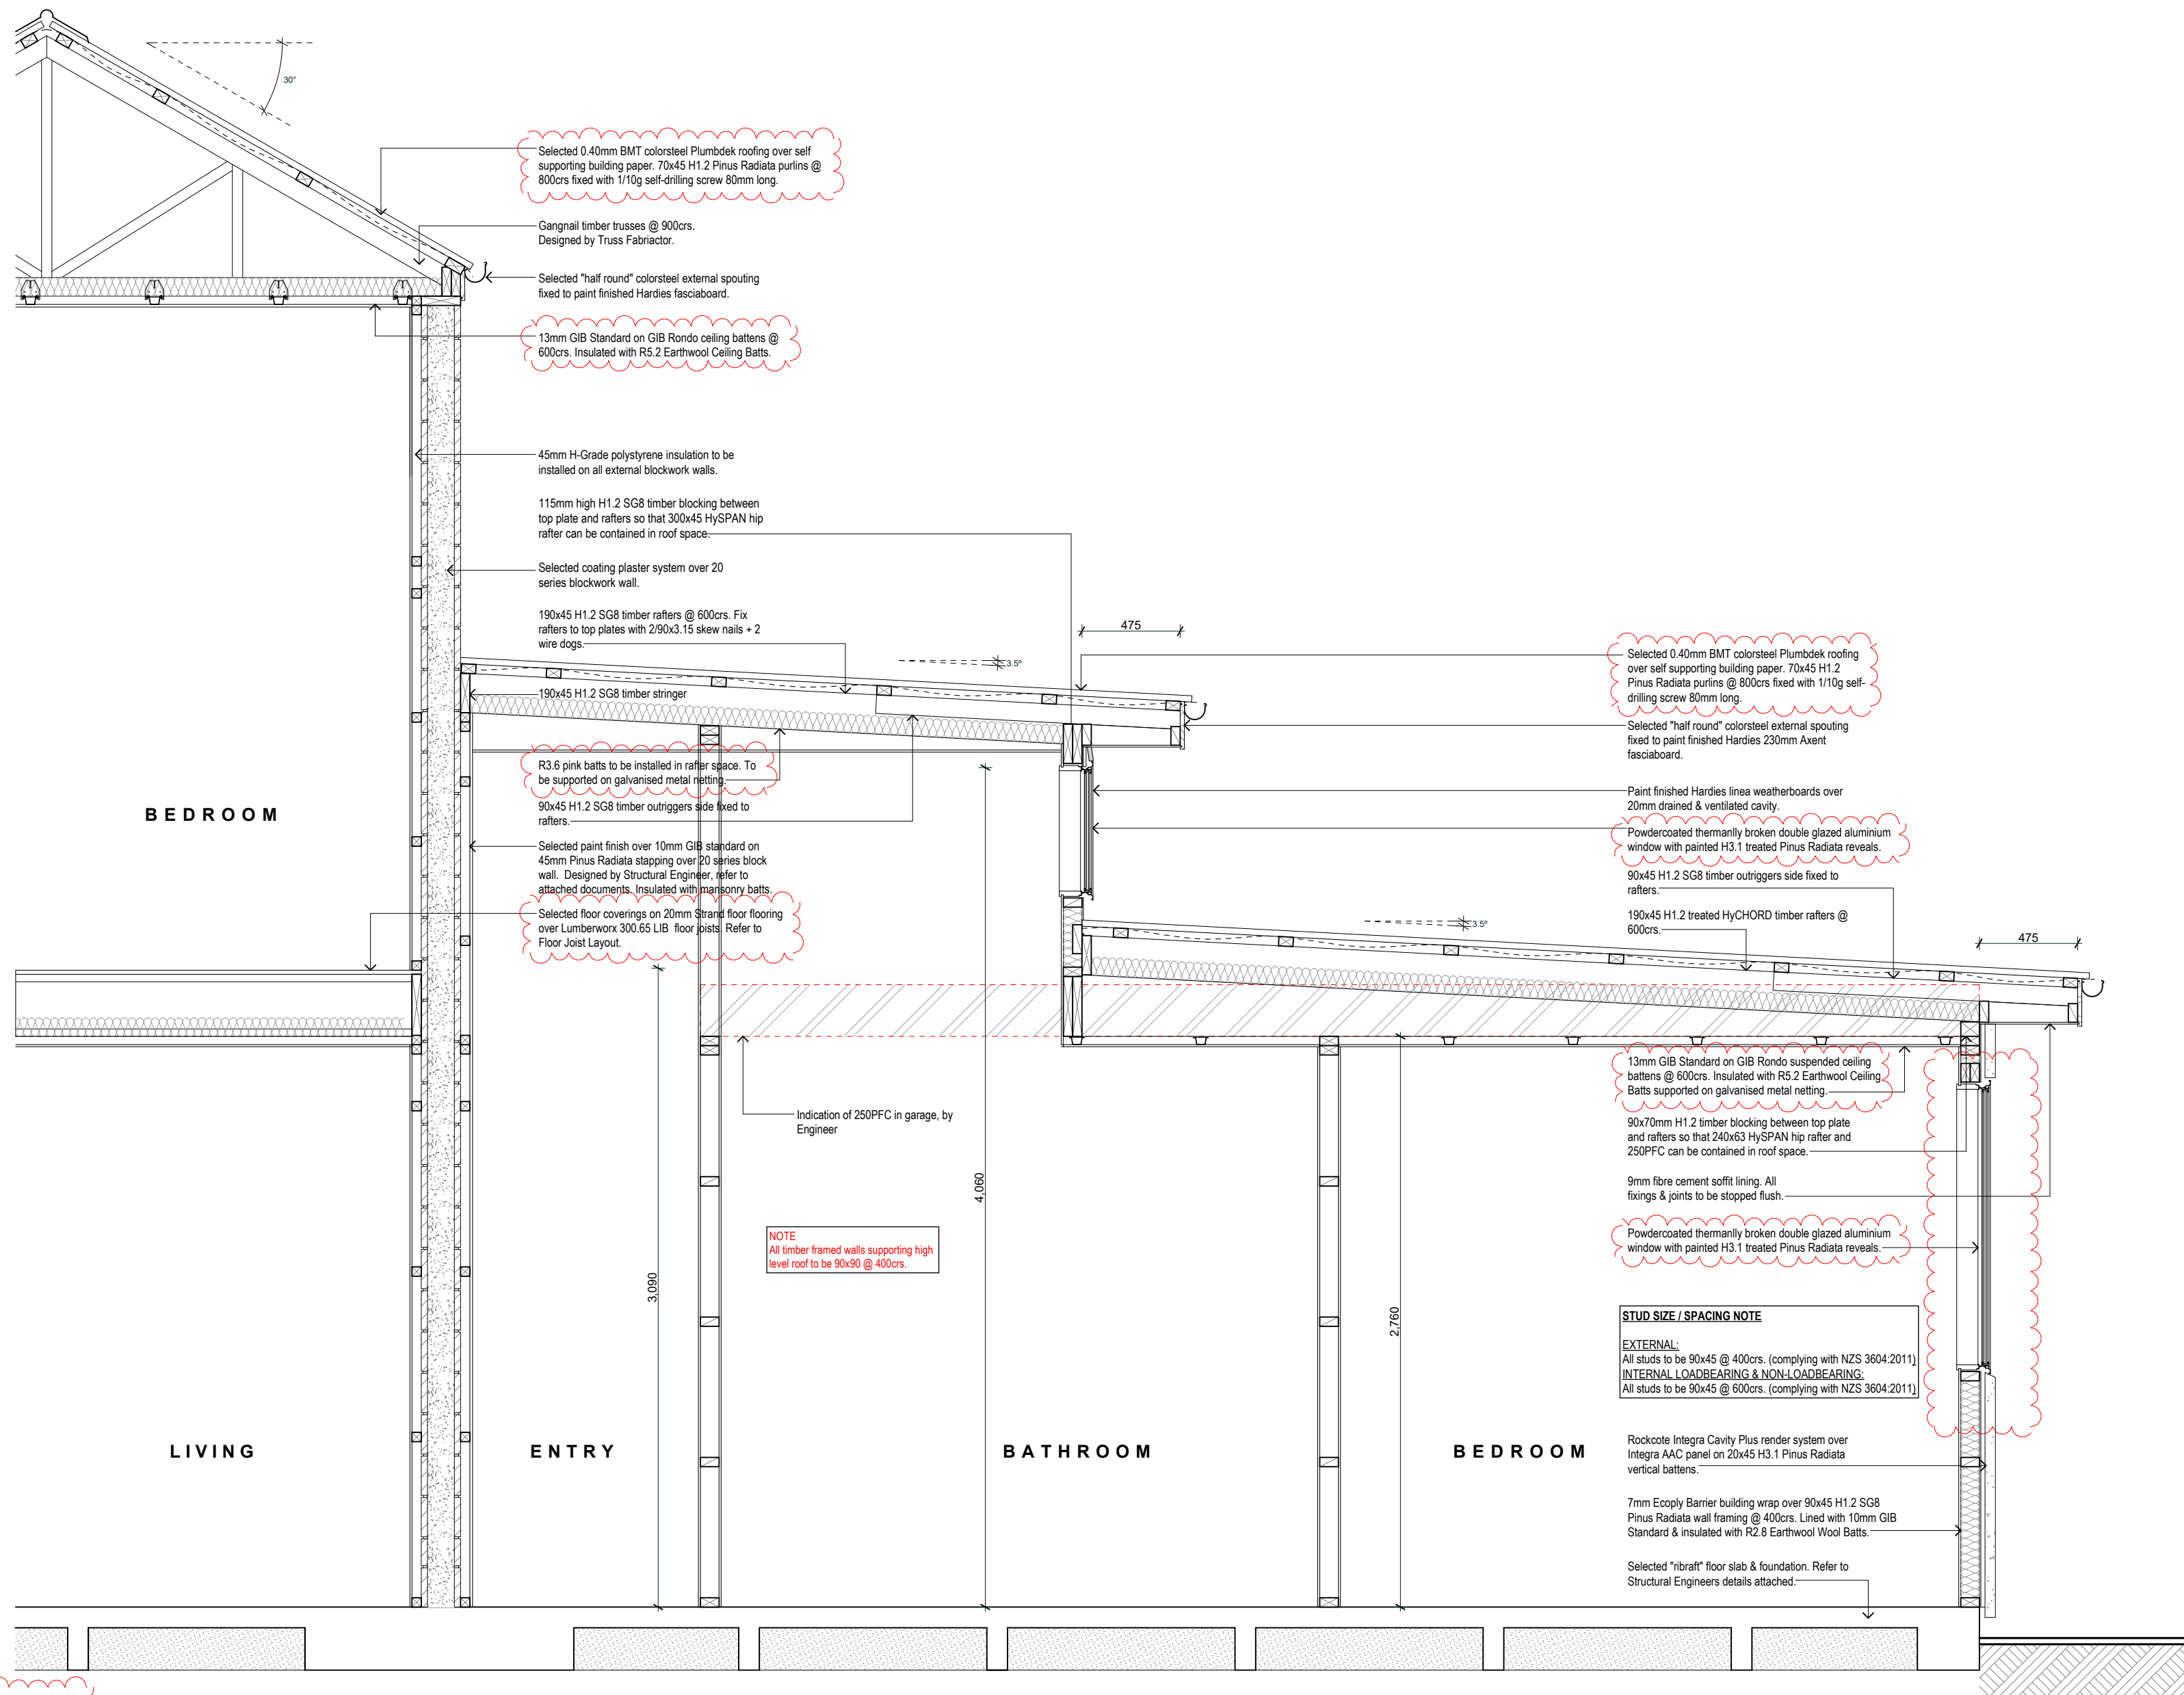 30°
Selected 0.40mm BMT colorsteel Plumbdek roofing over self
supporting building paper. 70x45 H1.2 Pinus Radiata purlins @
800crs fixed with 1/10g self-drilling screw 80mm long.
Gangnail timber trusses @ 900crs.
Designed by Truss Fabriactor.
Selected "half round" colorsteel external spouting
fixed to paint finished Hardies fasciaboard.
13mm GIB Standard on GIB Rondo ceiling battens @
600crs. Insulated with R5.2 Earthwool Ceiling Batts.
45mm H-Grade polystyrene insulation to be
installed on all external blockwork walls.
115mm high H1.2 SG8 timber blocking between
top plate and rafters so that 300x45 HySPAN hip
rafter can be contained in roof space.
Selected coating plaster system over 20
series blockwork wall.
190x45 H1.2 SG8 timber rafters @ 600crs. Fix
rafters to top plates with 2/90x3.15 skew nails + 2
wire dogs.
475
3.5°
190x45 H1.2 SG8 timber stringer
R3.6 pink batts to be installed in rafter space. To
be supported on galvanised metal netting.
90x45 H1.2 SG8 timber outriggers side fixed to
rafters.
BEDROOM
Selected paint finish over 10mm GIB standard on
45mm Pinus Radiata stapping over 20 series block
wall. Designed by Structural Engineer, refer to
attached documents. Insulated with mansonry batts.
Selected floor coverings on 20mm Strand floor flooring
over Lumberworx 300.65 LIB floor joists. Refer to
Floor Joist Layout.
Selected 0.40mm BMT colorsteel Plumbdek roofing
over self supporting building paper. 70x45 H1.2
Pinus Radiata purlins @ 800crs fixed with 1/10g self-
drilling screw 80mm long.
Selected "half round" colorsteel external spouting
fixed to paint finished Hardies 230mm Axent
fasciaboard.
Paint finished Hardies linea weatherboards over
20mm drained & ventilated cavity.
Powdercoated thermanlly broken double glazed aluminium
window with painted H3.1 treated Pinus Radiata reveals.
90x45 H1.2 SG8 timber outriggers side fixed to
rafters.
190x45 H1.2 treated HyCHORD timber rafters @
600crs.
3.5°
475
13mm GIB Standard on GIB Rondo suspended ceiling
battens @ 600crs. Insulated with R5.2 Earthwool Ceiling
Batts supported on galvanised metal netting.
90x70mm H1.2 timber blocking between top plate
and rafters so that 240x63 HySPAN hip rafter and
250PFC can be contained in roof space.
9mm fibre cement soffit lining. All
fixings & joints to be stopped flush.
Powdercoated thermanlly broken double glazed aluminium
window with painted H3.1 treated Pinus Radiata reveals.
Indication of 250PFC in garage, by
Engineer
NOTE
All timber framed walls supporting high
level roof to be 90x90 @ 400crs.
3,090
4,060
2,760
STUD SIZE / SPACING NOTE
EXTERNAL:
All studs to be 90x45 @ 400crs. (complying with NZS 3604:2011)
INTERNAL LOADBEARING & NON-LOADBEARING:
All studs to be 90x45 @ 600crs. (complying with NZS 3604:2011)
LIVING
ENTRY
BATHROOM
BEDROOM
Rockcote Integra Cavity Plus render system over
Integra AAC panel on 20x45 H3.1 Pinus Radiata
vertical battens.
7mm Ecoply Barrier building wrap over 90x45 H1.2 SG8
Pinus Radiata wall framing @ 400crs. Lined with 10mm GIB
Standard & insulated with R2.8 Earthwool Wool Batts.
Selected "ribraft" floor slab & foundation. Refer to
Structural Engineers details attached.